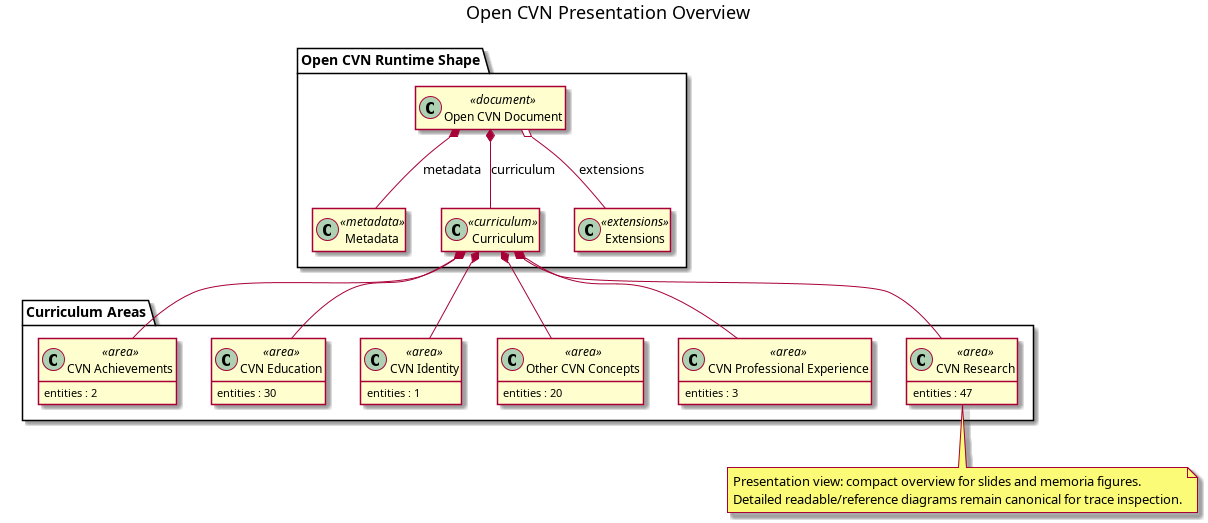 Open CVN Presentation Overview
Open CVN Runtime Shape
«document»
C Open CVN Document
metadata
curriculum
extensions
«metadata»
C Metadata
«curriculum»
C Curriculum
«extensions»
C Extensions
Curriculum Areas
«area»
C CVN Achievements
entities : 2
«area»
C CVN Education
entities : 30
«area»
C CVN Identity
entities : 1
«area»
C Other CVN Concepts
entities : 20
«area»
C CVN Professional Experience
entities : 3
«area»
C CVN Research
entities : 47
Presentation view: compact overview for slides and memoria figures.
Detailed readable/reference diagrams remain canonical for trace inspection.